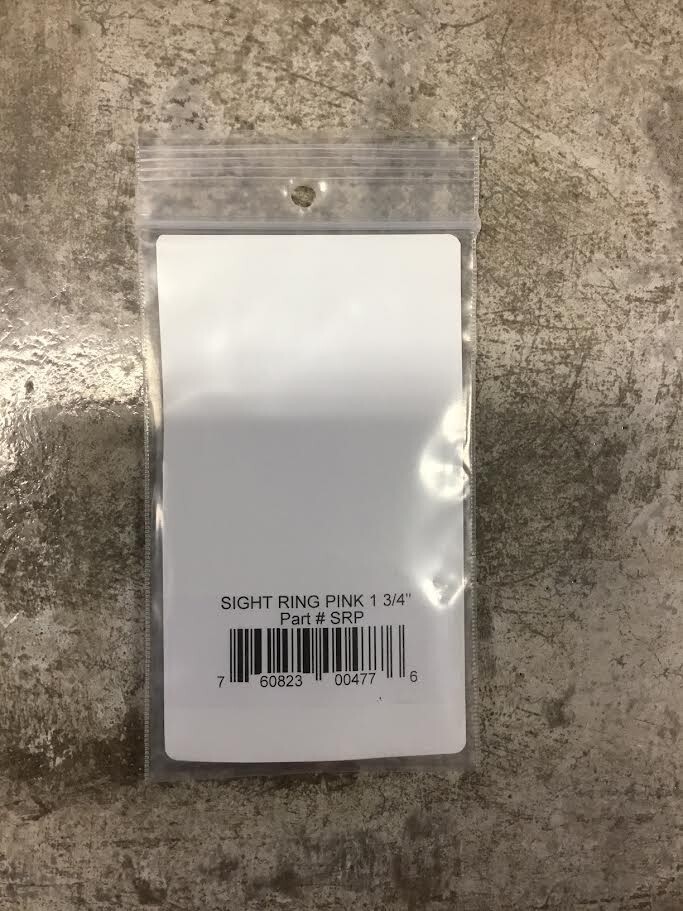 SIGHT RING PINK 1 3/4"
Part # SRP
7 60823 00477 6